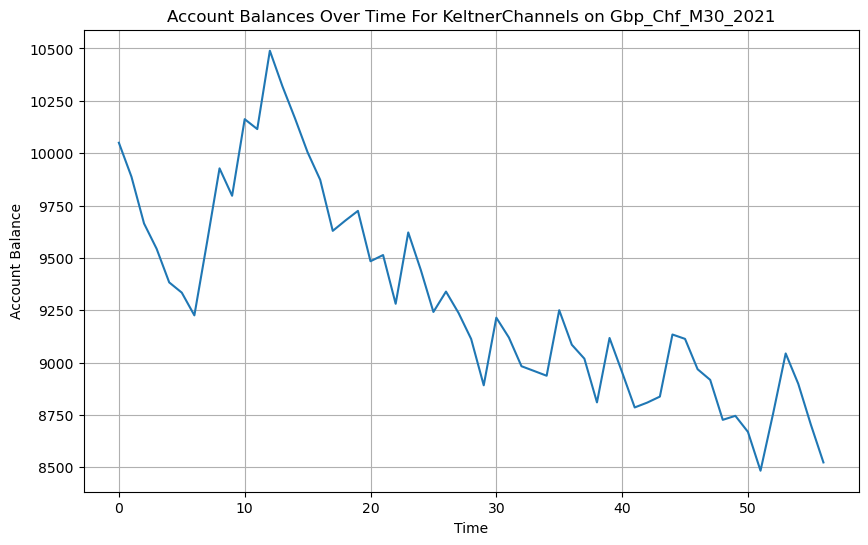 Account Balances Over Time For KeltnerChannels on Gbp_Chf_M30_2021
10500
10250
10000
9750
9500
9250
9000
8750
8500
Account Balance
0 10 20 30 40 50
Time